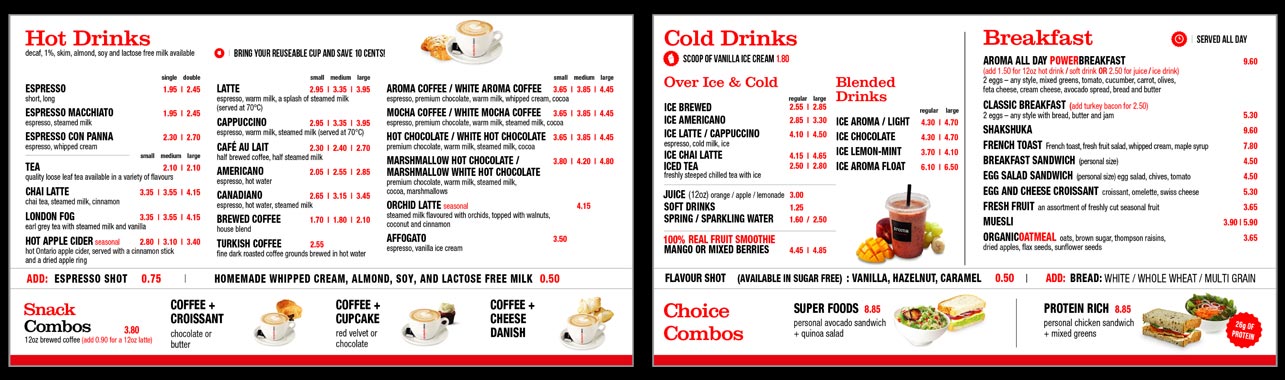 Hot Drinks
decaf, 1%, skim, almond, soy and lactose free milk available
BRING YOUR REUSEABLE CUP AND SAVE 10 CENTS!
single double
ESPRESSO 1.95 | 2.45
short, long
ESPRESSO MACCHIATO 1.95 | 2.45
espresso, steamed milk
ESPRESSO CON PANNA 2.30 | 2.70
espresso, whipped cream
small medium large
TEA 2.10 | 2.10
quality loose leaf tea available in a variety of flavours
CHAI LATTE 3.35 | 3.55 | 4.15
chai tea, steamed milk, cinnamon
LONDON FOG 3.35 | 3.55 | 4.15
earl grey tea with steamed milk and vanilla
HOT APPLE CIDER seasonal 2.80 | 3.10 | 3.40
hot Ontario apple cider, served with a cinnamon stick
and a dried apple ring
small medium large
LATTE 2.95 | 3.35 | 3.95
espresso, warm milk, a splash of steamed milk
(served at 70°C)
CAPPUCCINO 2.95 | 3.35 | 3.95
espresso, warm milk, steamed milk (served at 70°C)
CAFÉ AU LAIT 2.30 | 2.40 | 2.70
half brewed coffee, half steamed milk
AMERICANO 2.05 | 2.55 | 2.85
espresso, hot water
CANADIANO 2.65 | 3.15 | 3.45
espresso, hot water, steamed milk
BREWED COFFEE 1.70 | 1.80 | 2.10
house blend
TURKISH COFFEE 2.55
fine dark roasted coffee grounds brewed in hot water
small medium large
AROMA COFFEE / WHITE AROMA COFFEE 3.65 | 3.85 | 4.45
espresso, premium chocolate, warm milk, whipped cream, cocoa
MOCHA COFFEE / WHITE MOCHA COFFEE 3.65 | 3.85 | 4.45
espresso, premium chocolate, warm milk, steamed milk, cocoa
HOT CHOCOLATE / WHITE HOT CHOCOLATE 3.65 | 3.85 | 4.45
premium chocolate, warm milk, steamed milk, cocoa
MARSHMALLOW HOT CHOCOLATE / 3.80 | 4.20 | 4.80
MARSHMALLOW WHITE HOT CHOCOLATE
premium chocolate, warm milk, steamed milk,
cocoa, marshmallows
ORCHID LATTE seasonal 4.15
steamed milk flavoured with orchids, topped with walnuts,
coconut and cinnamon
AFFOGATO 3.50
espresso, vanilla ice cream
ADD: ESPRESSO SHOT 0.75 | HOMEMADE WHIPPED CREAM, ALMOND, SOY, AND LACTOSE FREE MILK 0.50
Snack
Combos 3.80
12oz brewed coffee (add 0.90 for a 12oz latte)
COFFEE +
CROISSANT
chocolate or
butter
COFFEE +
CUPCAKE
red velvet or
chocolate
COFFEE +
CHEESE
DANISH
Cold Drinks
SCOOP OF VANILLA ICE CREAM 1.80
Over Ice & Cold
regular large
ICE BREWED 2.55 | 2.85
ICE AMERICANO 2.85 | 3.30
ICE LATTE / CAPPUCCINO 4.10 | 4.50
espresso, cold milk, ice
ICE CHAI LATTE 4.15 | 4.65
ICED TEA 2.50 | 2.80
freshly steeped chilled tea with ice
JUICE (12oz) orange / apple / lemonade 3.00
SOFT DRINKS 1.25
SPRING / SPARKLING WATER 1.60 / 2.50
100% REAL FRUIT SMOOTHIE
MANGO OR MIXED BERRIES 4.45 | 4.85
Blended
Drinks
regular large
ICE AROMA / LIGHT 4.30 | 4.70
ICE CHOCOLATE 4.30 | 4.70
ICE LEMON-MINT 3.70 | 4.10
ICE AROMA FLOAT 6.10 | 6.50
aroma
Breakfast
SERVED ALL DAY
AROMA ALL DAY POWERBREAKFAST 9.60
(add 1.50 for 12oz hot drink / soft drink OR 2.50 for juice / ice drink)
2 eggs – any style, mixed greens, tomato, cucumber, carrot, olives,
feta cheese, cream cheese, avocado spread, bread and butter
CLASSIC BREAKFAST (add turkey bacon for 2.50)
2 eggs – any style with bread, butter and jam 5.30
SHAKSHUKA 9.60
FRENCH TOAST French toast, fresh fruit salad, whipped cream, maple syrup 7.80
BREAKFAST SANDWICH (personal size) 4.50
EGG SALAD SANDWICH (personal size) egg salad, chives, tomato 4.50
EGG AND CHEESE CROISSANT croissant, omelette, swiss cheese 5.30
FRESH FRUIT an assortment of freshly cut seasonal fruit 3.65
MUESLI 3.90 | 5.90
ORGANICOATMEAL oats, brown sugar, thompson raisins, 3.65
dried apples, flax seeds, sunflower seeds
FLAVOUR SHOT (AVAILABLE IN SUGAR FREE) : VANILLA, HAZELNUT, CARAMEL 0.50 | ADD: BREAD: WHITE / WHOLE WHEAT / MULTI GRAIN
Choice
Combos
SUPER FOODS 8.85
personal avocado sandwich
+ quinoa salad
PROTEIN RICH 8.85
personal chicken sandwich
+ mixed greens
26g OF
PROTEIN